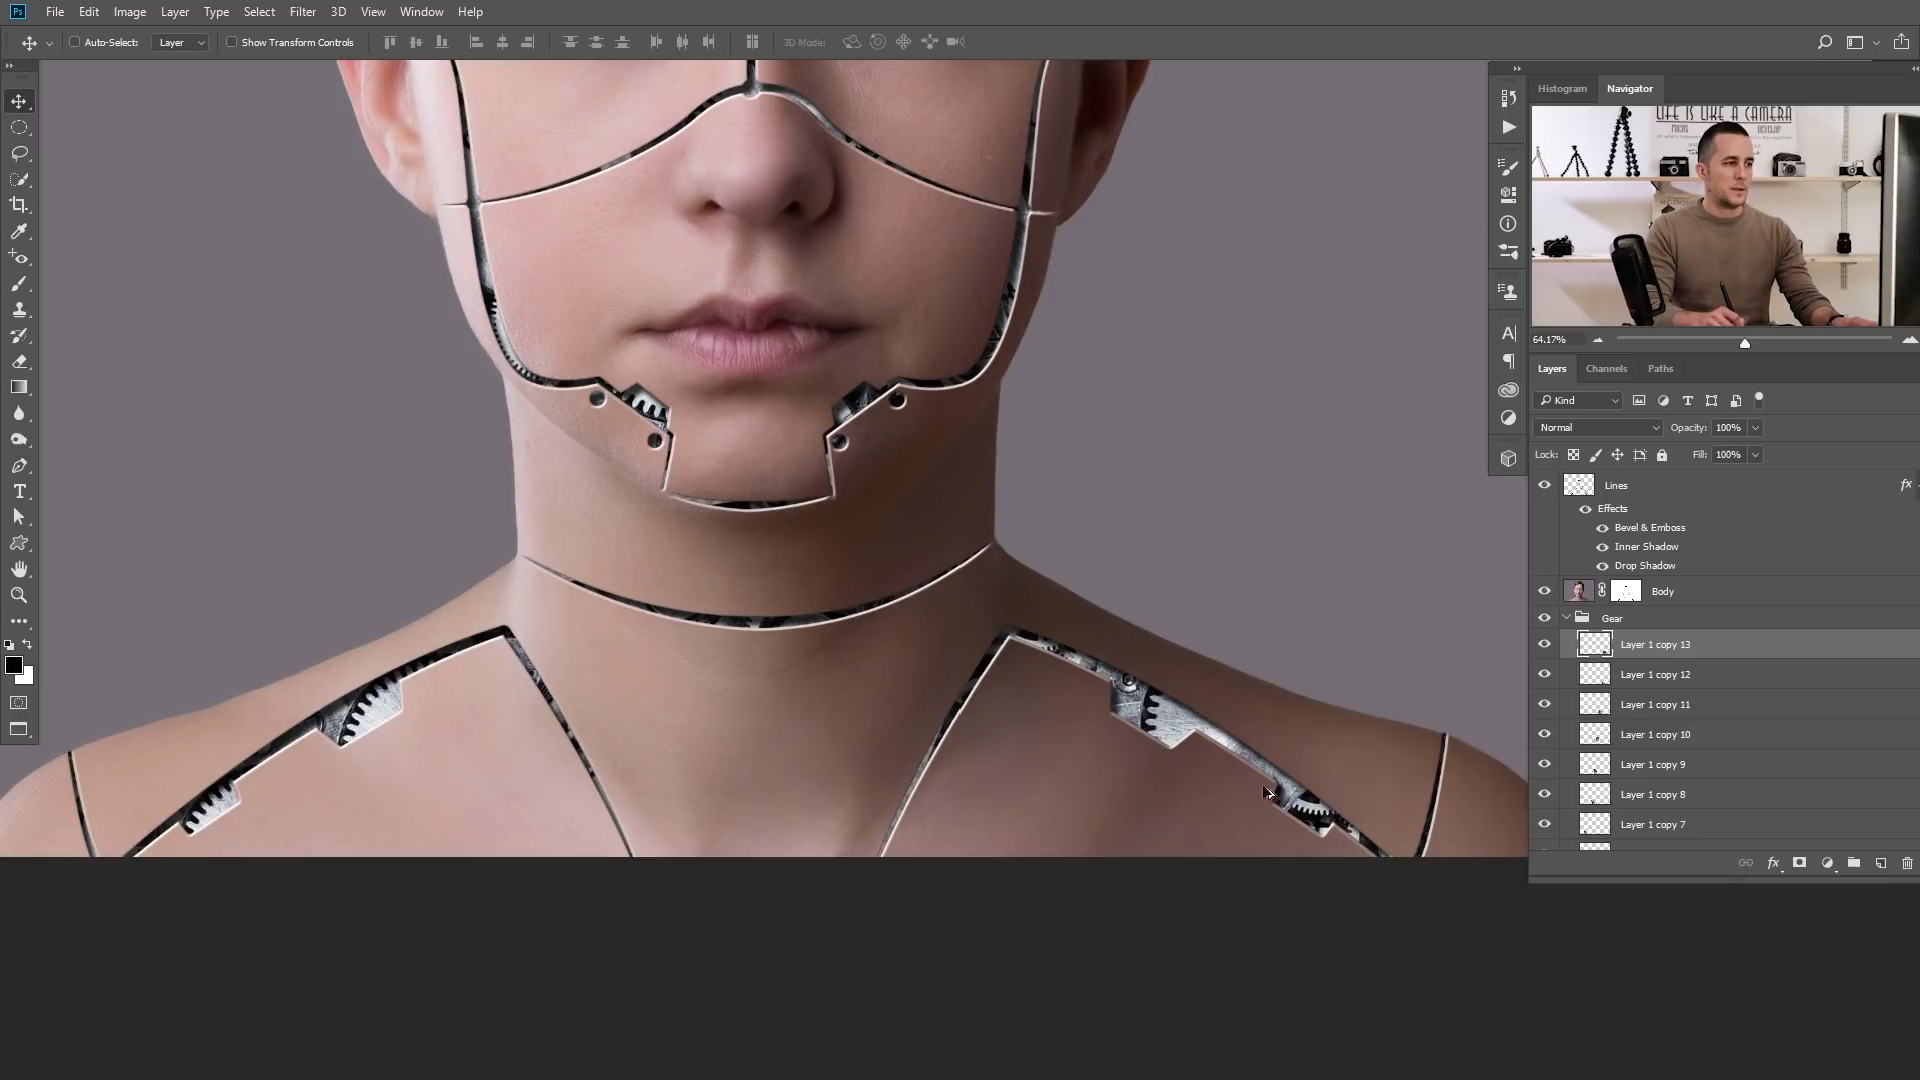 Ps File Edit Image Layer Type Select Filter 3D View Window Help
Auto-Select: Layer Show Transform Controls 3D Mode:
Histogram Navigator
LIFE IS LIKE A CAMERA
DEVELOP
64.17%
Layers Channels Paths
Kind
Normal Opacity: 100%
Lock: Fill: 100%
Lines fx
Effects
Bevel & Emboss
Inner Shadow
Drop Shadow
Body
Gear
Layer 1 copy 13
Layer 1 copy 12
Layer 1 copy 11
Layer 1 copy 10
Layer 1 copy 9
Layer 1 copy 8
Layer 1 copy 7
fx